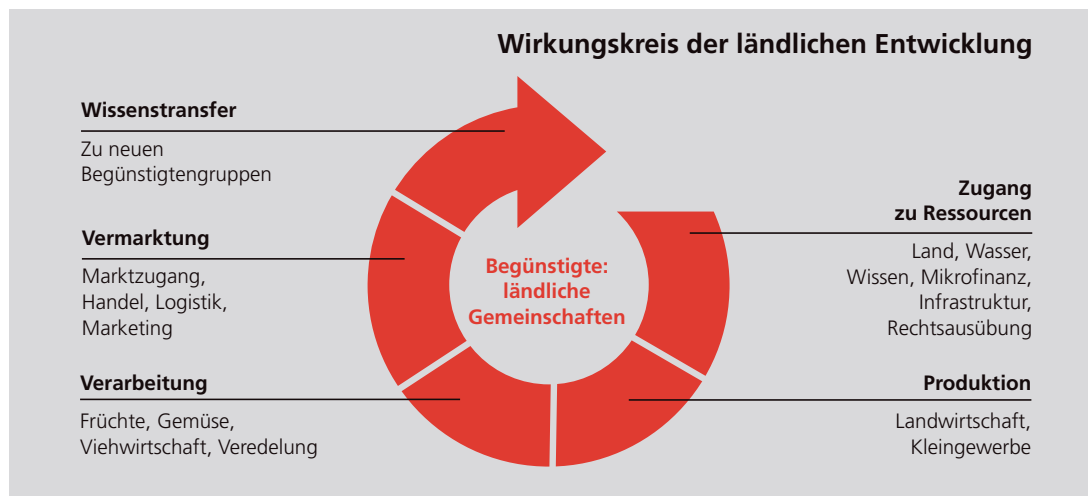 Wirkungskreis der ländlichen Entwicklung
Wissenstransfer
Zu neuen
Begünstigtengruppen
Vermarktung
Marktzugang,
Handel, Logistik,
Marketing
Verarbeitung
Früchte, Gemüse,
Viehwirtschaft, Veredelung
Begünstigte:
ländliche
Gemeinschaften
Zugang
zu Ressourcen
Land, Wasser,
Wissen, Mikrofinanz,
Infrastruktur,
Rechtsausübung
Produktion
Landwirtschaft,
Kleingewerbe